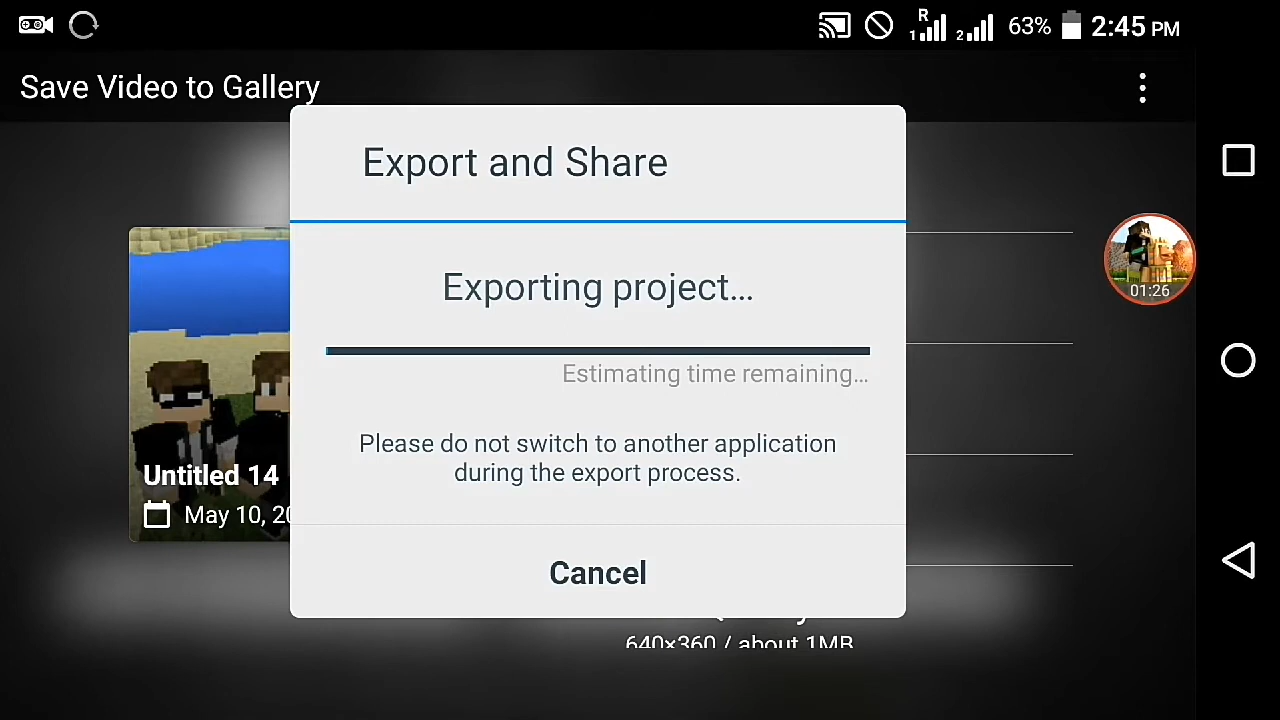 R
1 2 63% 2:45 PM
Save Video to Gallery
Export and Share
Exporting project...
01:26
Estimating time remaining...
Please do not switch to another application
during the export process.
Untitled 14
May 10, 20
Cancel
640x360 / about 1MB